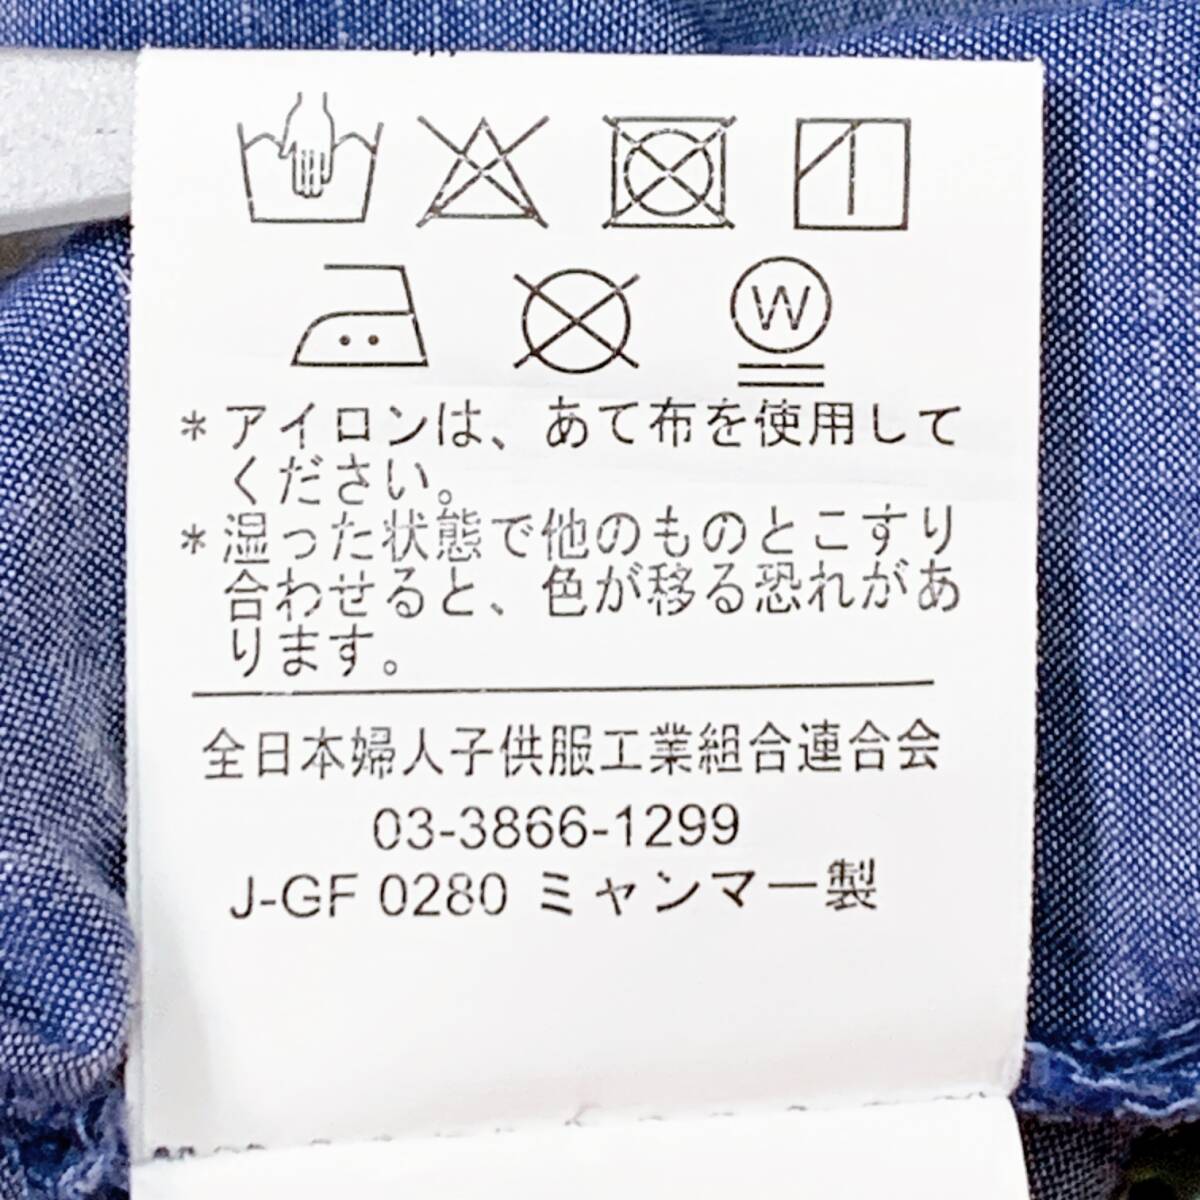 W
＊アイロンは、あて布を使用して
ください。
＊湿った状態で他のものとこすり
合わせると、色が移る恐れがあ
ります。
全日本婦人子供服工業組合連合会
03-3866-1299
J-GF 0280 ミャンマー製